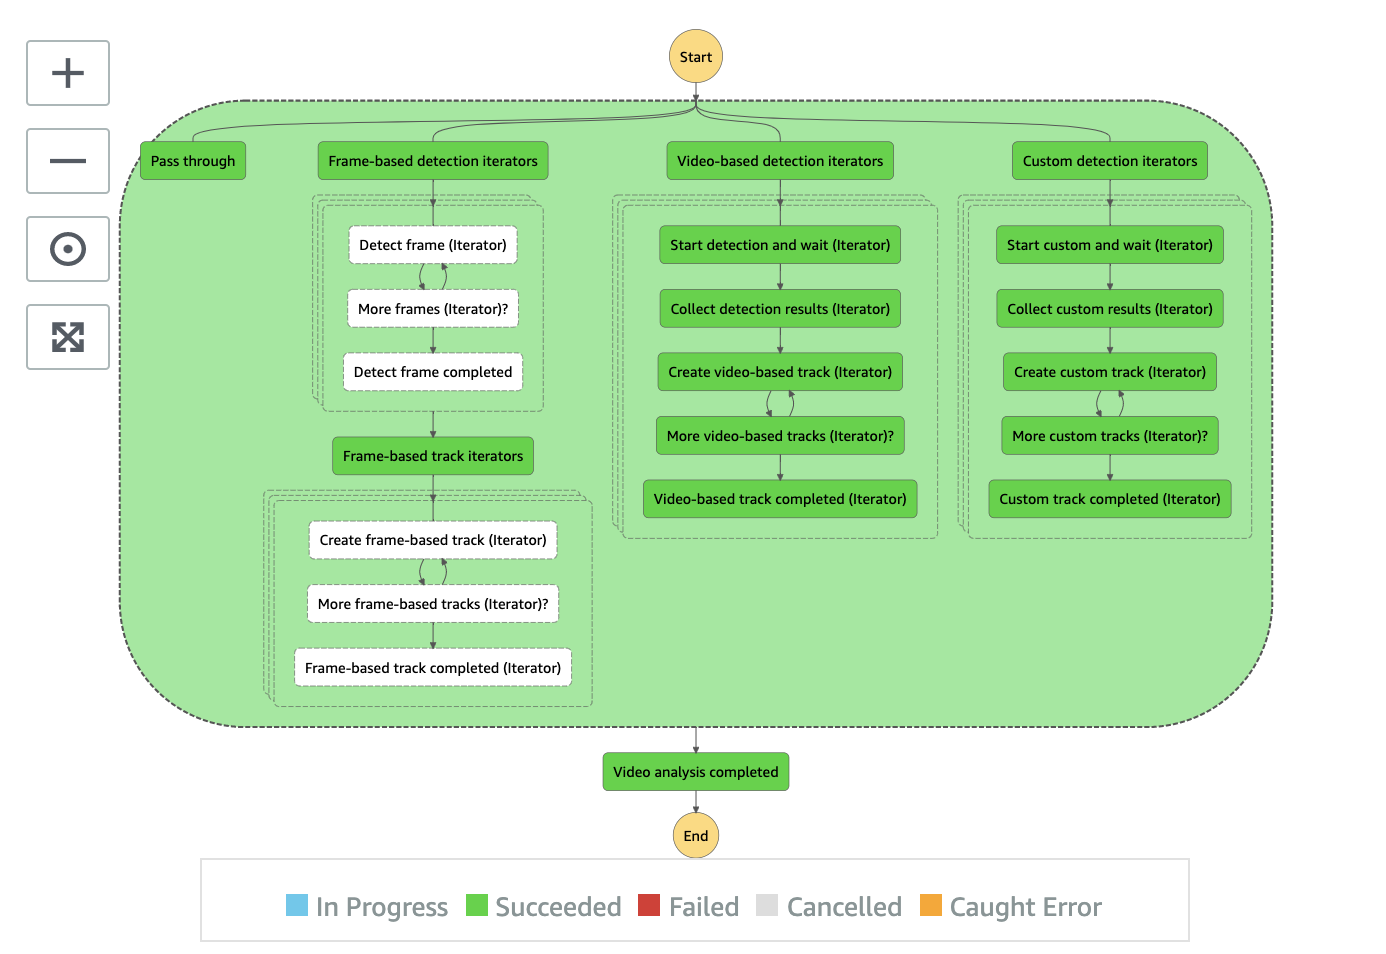 Start
Pass through
Frame-based detection iterators
Video-based detection iterators
Custom detection iterators
Detect frame (Iterator)
More frames (Iterator)?
Detect frame completed
Frame-based track iterators
Create frame-based track (Iterator)
More frame-based tracks (Iterator)?
Frame-based track completed (Iterator)
Start detection and wait (Iterator)
Collect detection results (Iterator)
Create video-based track (Iterator)
More video-based tracks (Iterator)?
Video-based track completed (Iterator)
Start custom and wait (Iterator)
Collect custom results (Iterator)
Create custom track (Iterator)
More custom tracks (Iterator)?
Custom track completed (Iterator)
Video analysis completed
End
In Progress
Succeeded
Failed
Cancelled
Caught Error